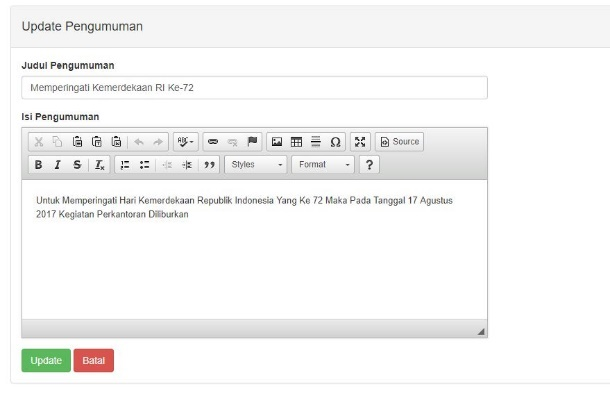 Update Pengumuman
Judul Pengumuman
Memperingati Kemerdekaan RI Ke-72
Isi Pengumuman
Source
B I S Ix Styles Format ?
Untuk Memperingati Hari Kemerdekaan Republik Indonesia Yang Ke 72 Maka Pada Tanggal 17 Agustus
2017 Kegiatan Perkantoran Diliburkan
Update Batal